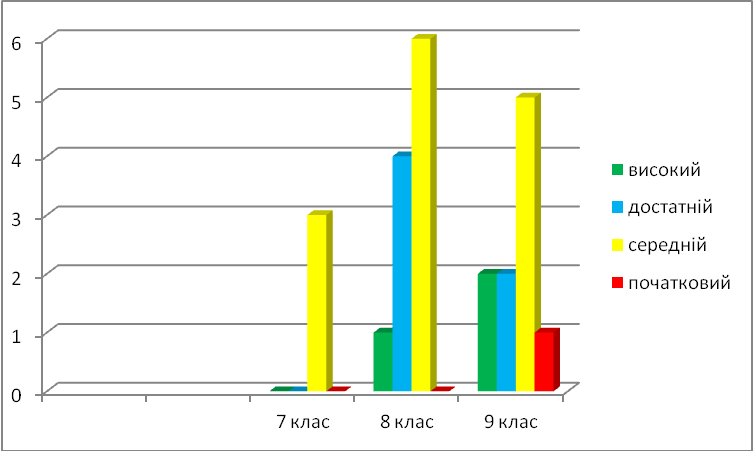 6
5
4
3
2
1
0
7 клас
8 клас
9 клас
високий
достатній
середній
початковий